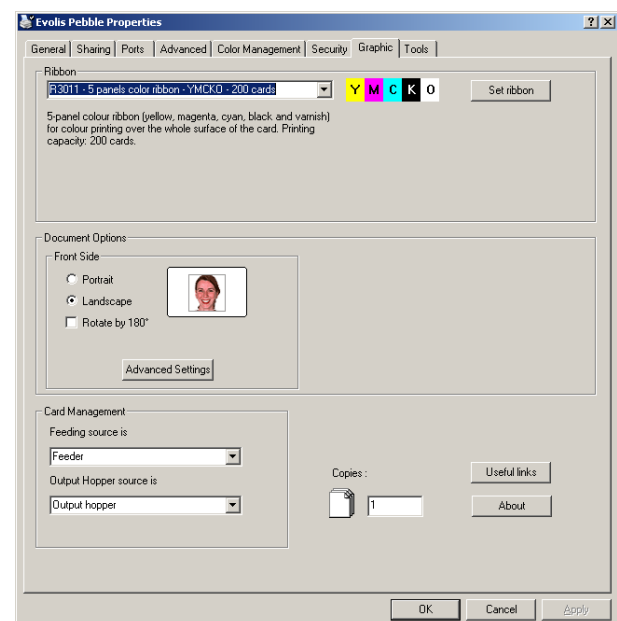 Evolis Pebble Properties
General Sharing Ports Advanced Color Management Security Graphic Tools
Ribbon
R3011 - 5 panels color ribbon - YMCKO - 200 cards
Y M C K O
Set ribbon
5-panel colour ribbon (yellow, magenta, cyan, black and varnish)
for colour printing over the whole surface of the card. Printing
capacity: 200 cards.
Document Options
Front Side
Portrait
Landscape
Rotate by 180°
Advanced Settings
Card Management
Feeding source is
Feeder
Output Hopper source is
Output hopper
Copies :
1
Useful links
About
OK Cancel Apply